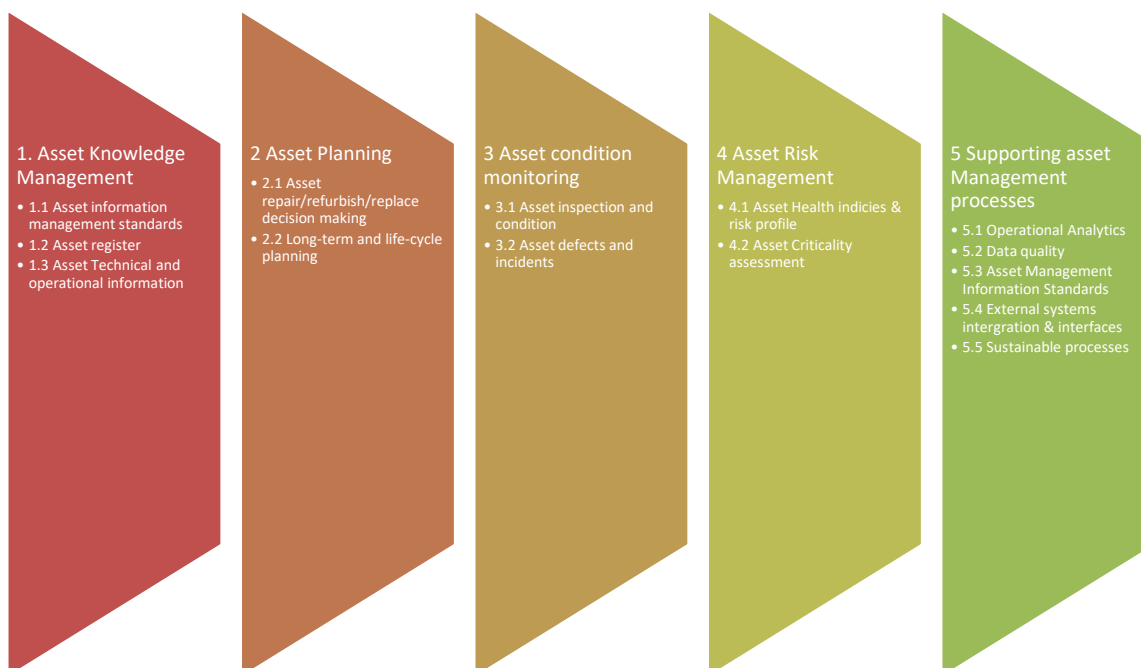 1. Asset Knowledge
Management
• 1.1 Asset information
management standards
• 1.2 Asset register
• 1.3 Asset Technical and
operational information
2 Asset Planning
• 2.1 Asset
repair/refurbish/replace
decision making
• 2.2 Long-term and life-cycle
planning
3 Asset condition
monitoring
• 3.1 Asset inspection and
condition
• 3.2 Asset defects and
incidents
4 Asset Risk
Management
• 4.1 Asset Health indicies &
risk profile
• 4.2 Asset Criticality
assessment
5 Supporting asset
Management
processes
• 5.1 Operational Analytics
• 5.2 Data quality
• 5.3 Asset Management
Information Standards
• 5.4 External systems
intergration & interfaces
• 5.5 Sustainable processes